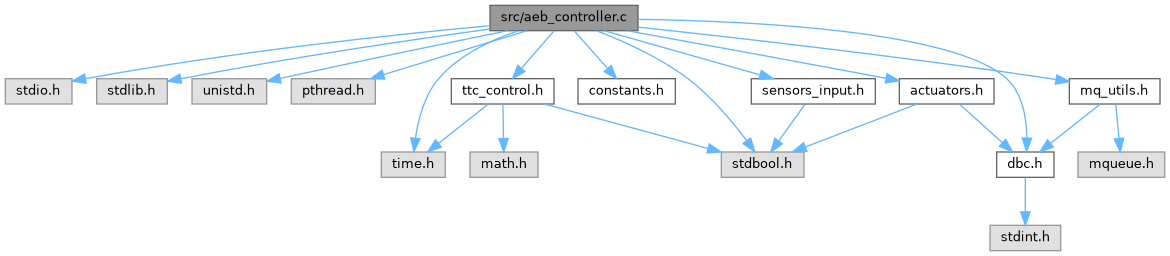 src/aeb_controller.c
stdio.h
stdlib.h
unistd.h
pthread.h
ttc_control.h
constants.h
sensors_input.h
actuators.h
mq_utils.h
time.h
math.h
stdbool.h
dbc.h
mqueue.h
stdint.h